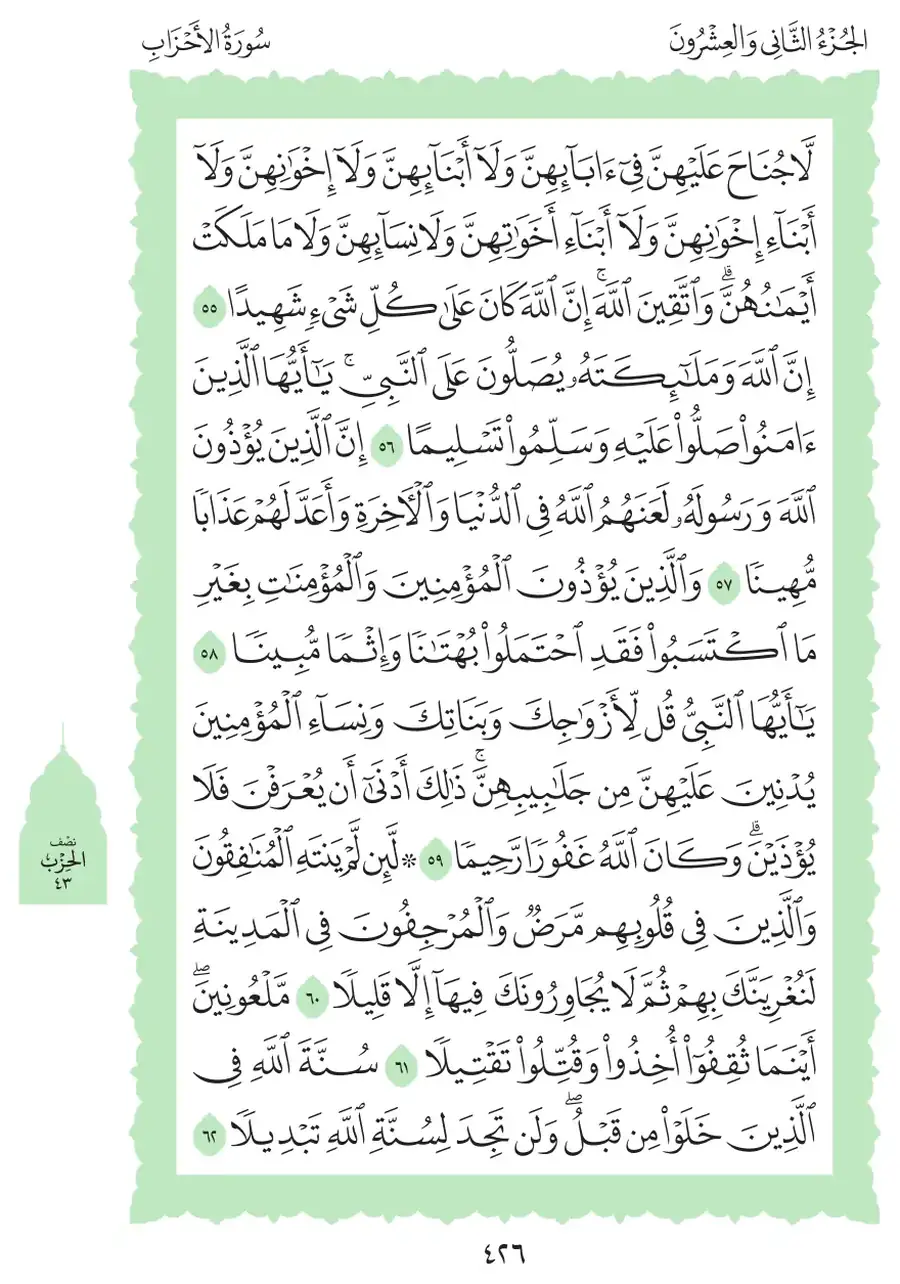 الجُزْءُ الثَّانِي وَالعِشْرُونَ
سُورَةُ الأَحْزَابِ
لَّا جُنَاحَ عَلَيْهِنَّ فِيٓ ءَابَآئِهِنَّ وَلَآ أَبْنَآئِهِنَّ وَلَآ إِخْوَٰنِهِنَّ وَلَآ
أَبْنَآءِ إِخْوَٰنِهِنَّ وَلَآ أَبْنَآءِ أَخَوَٰتِهِنَّ وَلَا نِسَآئِهِنَّ وَلَا مَا مَلَكَتْ
أَيْمَٰنُهُنَّۗ وَٱتَّقِينَ ٱللَّهَۚ إِنَّ ٱللَّهَ كَانَ عَلَىٰ كُلِّ شَيْءٍ شَهِيدًا ٥٥
إِنَّ ٱللَّهَ وَمَلَٰٓئِكَتَهُۥ يُصَلُّونَ عَلَى ٱلنَّبِيِّۚ يَٰٓأَيُّهَا ٱلَّذِينَ
ءَامَنُواْ صَلُّواْ عَلَيْهِ وَسَلِّمُواْ تَسْلِيمًا ٥٦ إِنَّ ٱلَّذِينَ يُؤْذُونَ
ٱللَّهَ وَرَسُولَهُۥ لَعَنَهُمُ ٱللَّهُ فِي ٱلدُّنْيَا وَٱلْأٓخِرَةِ وَأَعَدَّ لَهُمْ عَذَابًا
مُّهِينًا ٥٧ وَٱلَّذِينَ يُؤْذُونَ ٱلْمُؤْمِنِينَ وَٱلْمُؤْمِنَٰتِ بِغَيْرِ
مَا ٱكْتَسَبُواْ فَقَدِ ٱحْتَمَلُواْ بُهْتَٰنًا وَإِثْمًا مُّبِينًا ٥٨
يَٰٓأَيُّهَا ٱلنَّبِيُّ قُل لِّأَزْوَٰجِكَ وَبَنَاتِكَ وَنِسَآءِ ٱلْمُؤْمِنِينَ
يُدْنِينَ عَلَيْهِنَّ مِن جَلَٰبِيبِهِنَّۚ ذَٰلِكَ أَدْنَىٰٓ أَن يُعْرَفْنَ فَلَا
يُؤْذَيْنَۗ وَكَانَ ٱللَّهُ غَفُورًا رَّحِيمًا ٥٩ * لَّئِن لَّمْ يَنتَهِ ٱلْمُنَٰفِقُونَ
وَٱلَّذِينَ فِي قُلُوبِهِم مَّرَضٌ وَٱلْمُرْجِفُونَ فِي ٱلْمَدِينَةِ
لَنُغْرِيَنَّكَ بِهِمْ ثُمَّ لَا يُجَاوِرُونَكَ فِيهَآ إِلَّا قَلِيلًا ٦٠ مَّلْعُونِينَۖ
أَيْنَمَا ثُقِفُوٓاْ أُخِذُواْ وَقُتِّلُواْ تَقْتِيلًا ٦١ سُنَّةَ ٱللَّهِ فِي
ٱلَّذِينَ خَلَوْاْ مِن قَبْلُۖ وَلَن تَجِدَ لِسُنَّةِ ٱللَّهِ تَبْدِيلًا ٦٢
نِصْف
الحِزْب
٤٣
٤٢٦